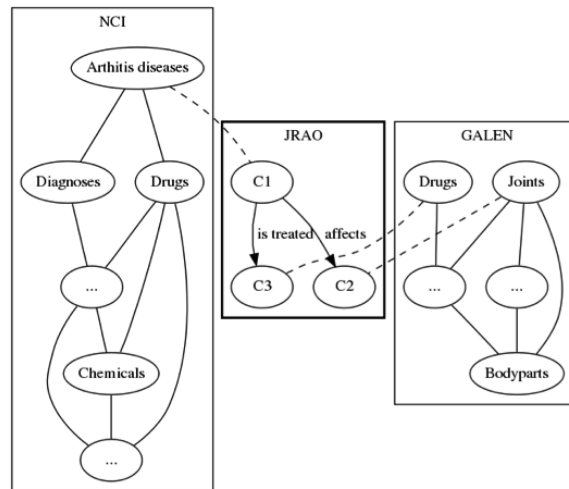 NCI
Arthitis diseases
Diagnoses
Drugs
...
Chemicals
...
JRAO
C1
is treated
affects
C3
C2
GALEN
Drugs
Joints
...
...
Bodyparts